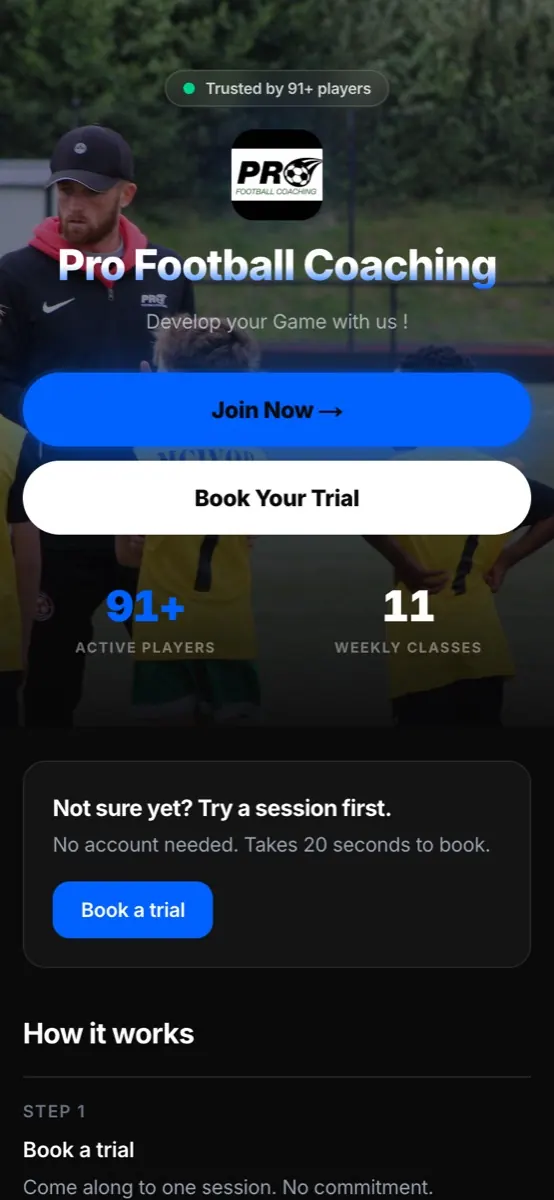 Trusted by 91+ players
PRO
FOOTBALL COACHING
Pro Football Coaching
PRO
Develop your Game with us !
Join Now →
MCIVOR
Book Your Trial
91+
11
ACTIVE PLAYERS
WEEKLY CLASSES
Not sure yet? Try a session first.
No account needed. Takes 20 seconds to book.
Book a trial
How it works
STEP 1
Book a trial
Come along to one session. No commitment.